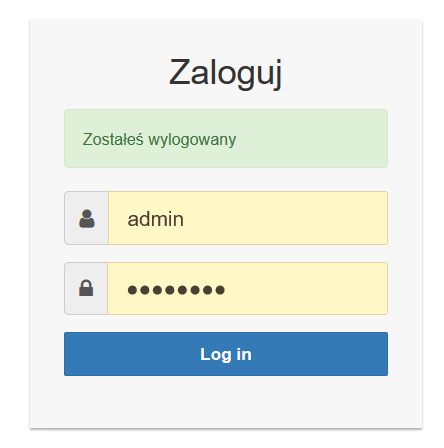 Zaloguj
Zostałeś wylogowany
admin
••••••••
Log in